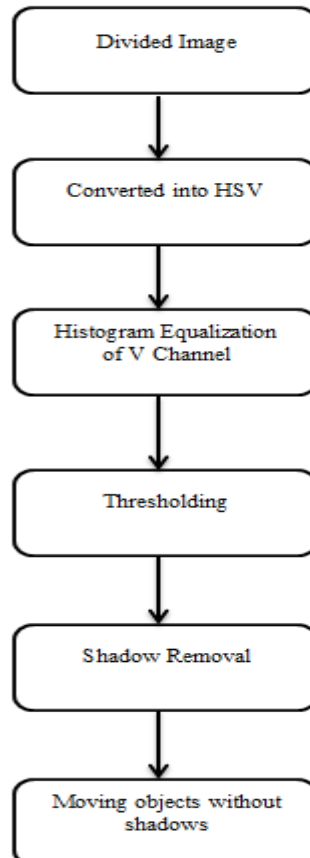 Divided Image
Converted into HSV
Histogram Equalization
of V Channel
Thresholding
Shadow Removal
Moving objects without
shadows